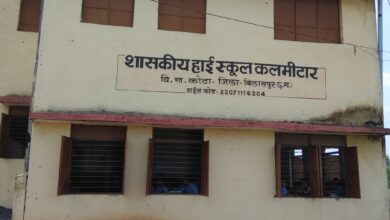 शासकीय हाई स्कूल कलमीटार
वि.ख.कोटा-जिला-बिलासपुर(छ.ग.)
डाईस कोड-22071116204